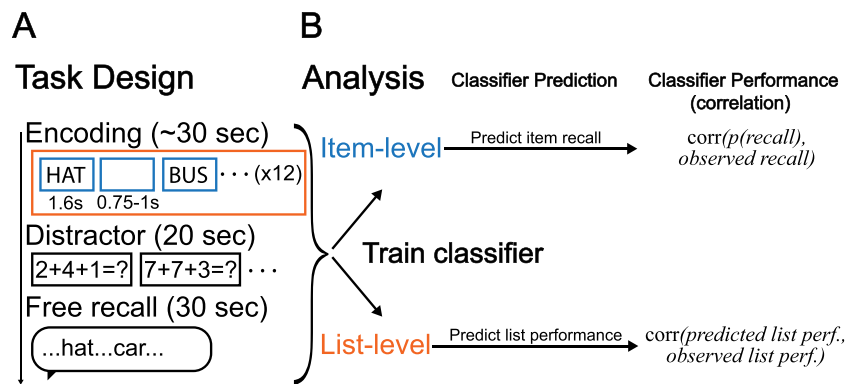 A
Task Design
Encoding (~30 sec)
HAT BUS ··· (x12)
1.6s 0.75-1s
Distractor (20 sec)
2+4+1=? 7+7+3=? ···
Free recall (30 sec)
...hat...car...
B
Analysis
Classifier Prediction
Classifier Performance
(correlation)
Item-level
Predict item recall
corr(p(recall),
observed recall)
Train classifier
List-level
Predict list performance
corr(predicted list perf.,
observed list perf.)